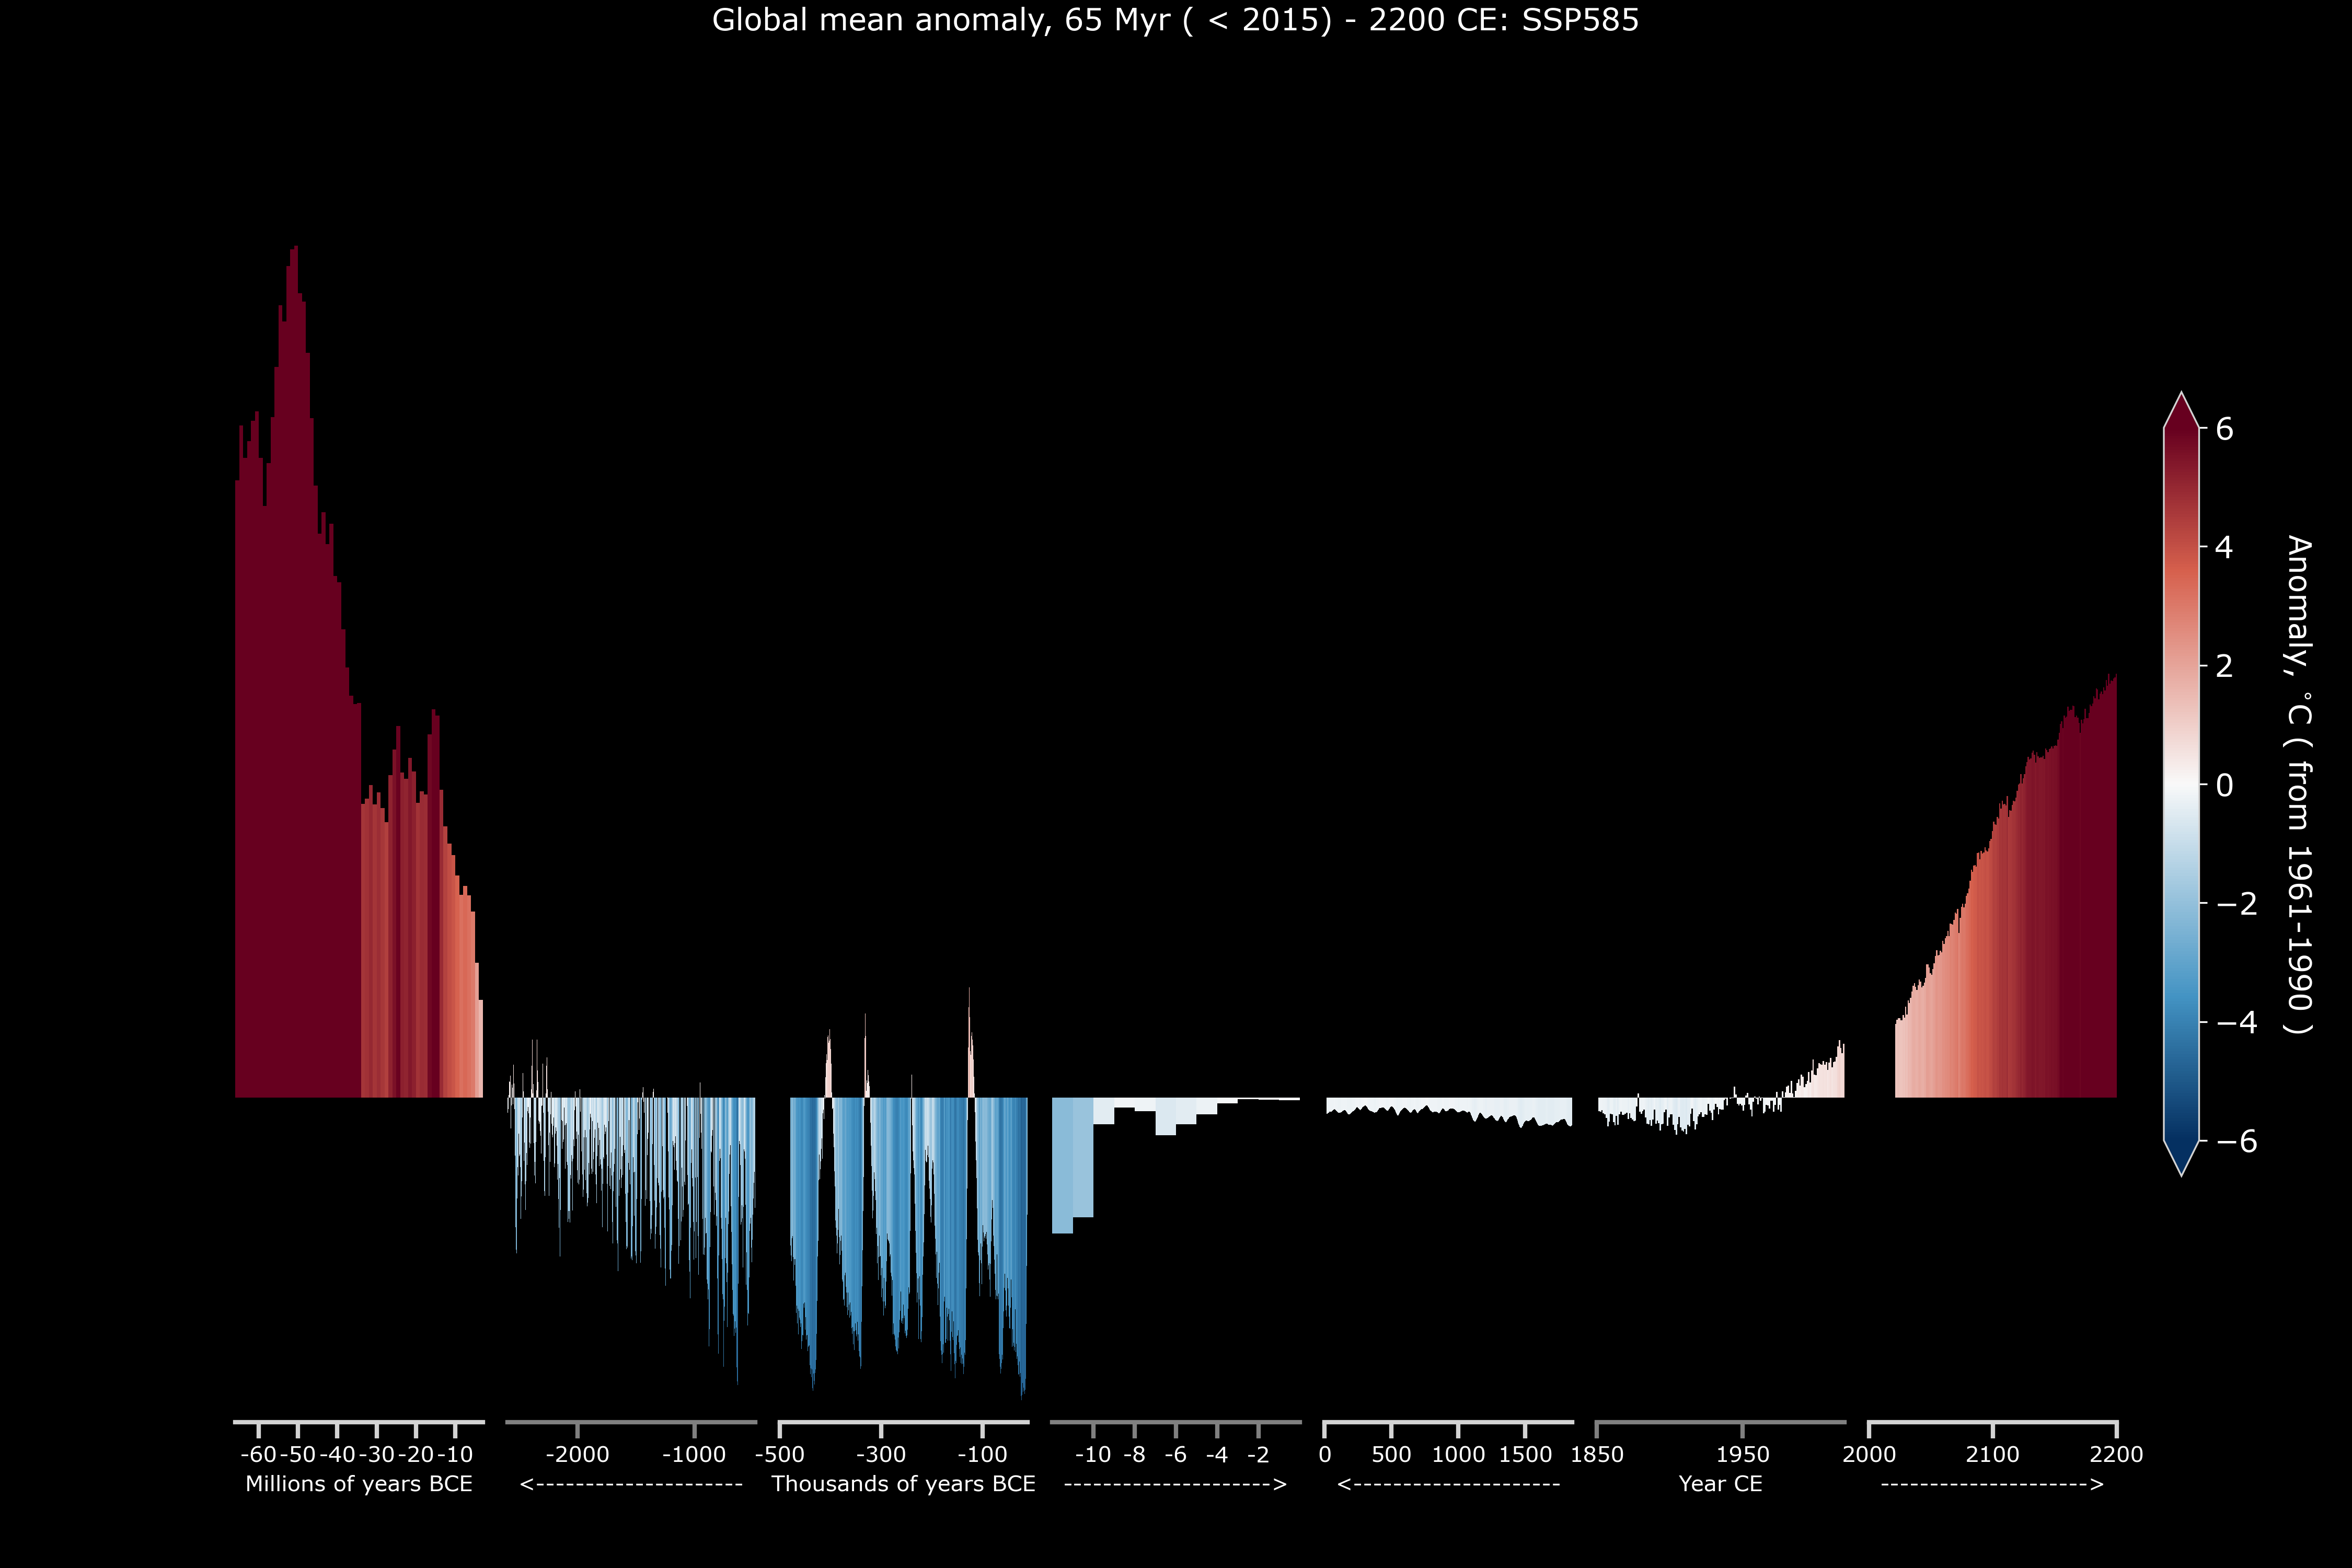 Global mean anomaly, 65 Myr ( < 2015) - 2200 CE: SSP585
6
4
2
0
−2
−4
−6
Anomaly, °C ( from 1961-1990 )
-60 -50 -40 -30 -20 -10 -2000 -1000 -500 -300 -100 -10 -8 -6 -4 -2 0 500 1000 1500 1850 1950 2000 2100 2200
Millions of years BCE <--------------------- Thousands of years BCE ---------------------> <--------------------- Year CE --------------------->